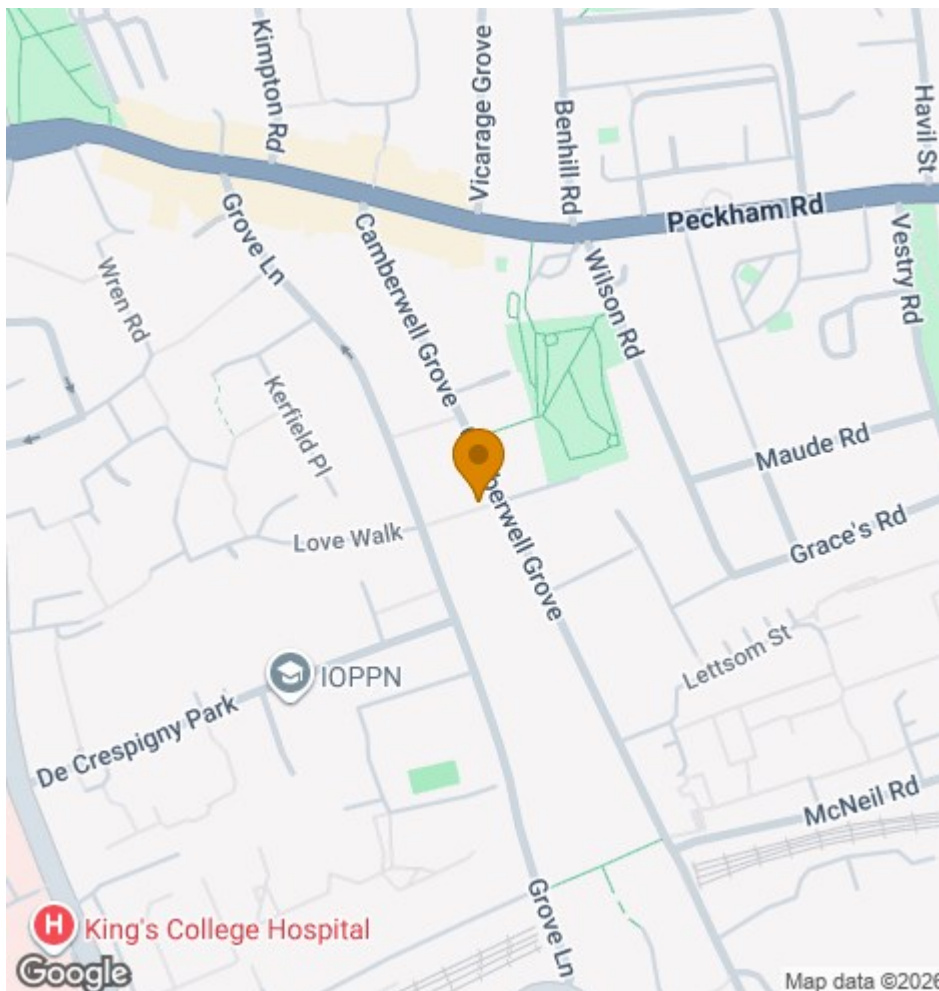 Kimpton Rd
Vicarage Grove
Benhill Rd
Havil St
Peckham Rd
Grove Ln
Camberwell Grove
Wilson Rd
Vestry Rd
Wren Rd
Kerfield Pl
Maude Rd
berwell Grove
Love Walk
Grace's Rd
Lettsom St
IOPPN
De Crespigny Park
McNeil Rd
Grove Ln
H King's College Hospital
Google
Map data ©2026